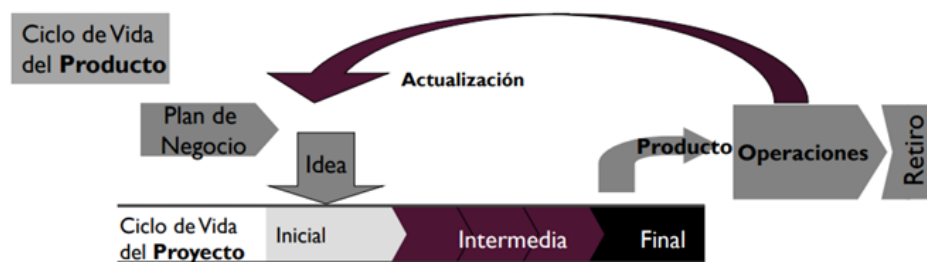 Ciclo de Vida
del Producto
Actualización
Plan de
Negocio
Idea
Producto
Operaciones
Retiro
Ciclo de Vida
del Proyecto
Inicial
Intermedia
Final